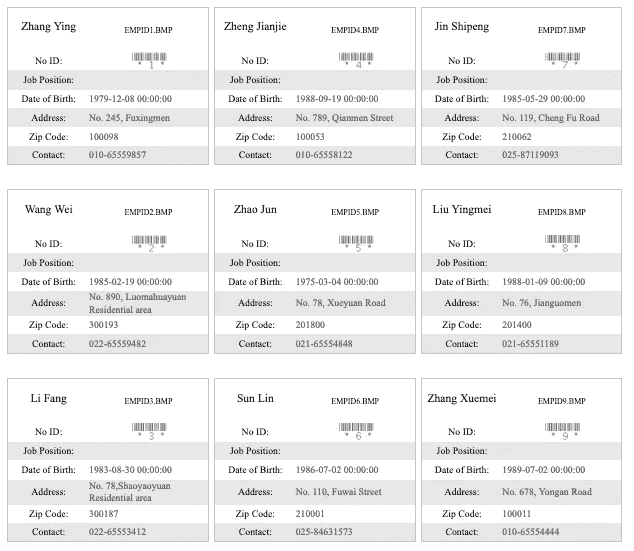 Zhang Ying
EMPID1.BMP
No ID:
* 1 *
Job Position:
Date of Birth: 1979-12-08 00:00:00
Address: No. 245, Fuxingmen
Zip Code: 100098
Contact: 010-65559857
Zheng Jianjie
EMPID4.BMP
No ID:
* 4 *
Job Position:
Date of Birth: 1988-09-19 00:00:00
Address: No. 789, Qianmen Street
Zip Code: 100053
Contact: 010-65558122
Jin Shipeng
EMPID7.BMP
No ID:
* 7 *
Job Position:
Date of Birth: 1985-05-29 00:00:00
Address: No. 119, Cheng Fu Road
Zip Code: 210062
Contact: 025-87119093
Wang Wei
EMPID2.BMP
No ID:
* 2 *
Job Position:
Date of Birth: 1985-02-19 00:00:00
Address: No. 890, Luomahuayuan
Residential area
Zip Code: 300193
Contact: 022-65559482
Zhao Jun
EMPID5.BMP
No ID:
* 5 *
Job Position:
Date of Birth: 1975-03-04 00:00:00
Address: No. 78, Xueyuan Road
Zip Code: 201800
Contact: 021-65554848
Liu Yingmei
EMPID8.BMP
No ID:
* 8 *
Job Position:
Date of Birth: 1988-01-09 00:00:00
Address: No. 76, Jianguomen
Zip Code: 201400
Contact: 021-65551189
Li Fang
EMPID3.BMP
No ID:
* 3 *
Job Position:
Date of Birth: 1983-08-30 00:00:00
Address: No. 78,Shaoyaoyuan
Residential area
Zip Code: 300187
Contact: 022-65553412
Sun Lin
EMPID6.BMP
No ID:
* 6 *
Job Position:
Date of Birth: 1986-07-02 00:00:00
Address: No. 110, Fuwai Street
Zip Code: 210001
Contact: 025-84631573
Zhang Xuemei
EMPID9.BMP
No ID:
* 9 *
Job Position:
Date of Birth: 1989-07-02 00:00:00
Address: No. 678, Yongan Road
Zip Code: 100011
Contact: 010-65554444